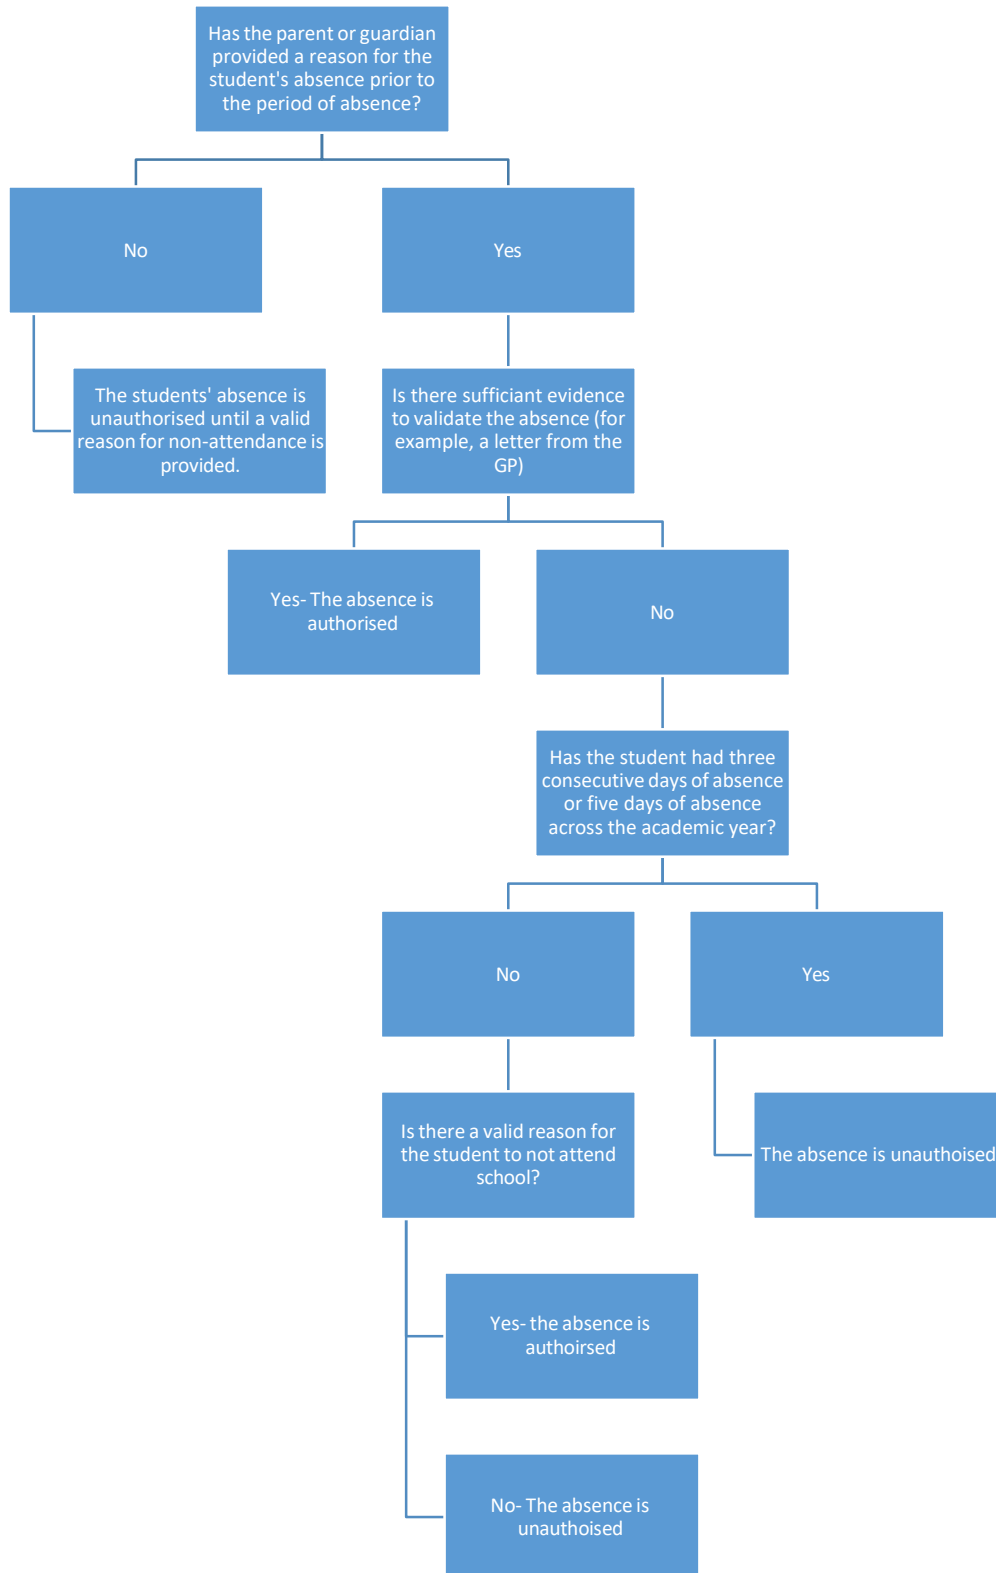 Has the parent or guardian
provided a reason for the
student's absence prior to
the period of absence?
No
Yes
The students' absence is
unauthorised until a valid
reason for non-attendance is
provided.
Is there sufficiant evidence
to validate the absence (for
example, a letter from the
GP)
Yes- The absence is
authorised
No
Has the student had three
consecutive days of absence
or five days of absence
across the academic year?
No
Yes
Is there a valid reason for
the student to not attend
school?
The absence is unauthoised
Yes- the absence is
authoirsed
No- The absence is
unauthoised